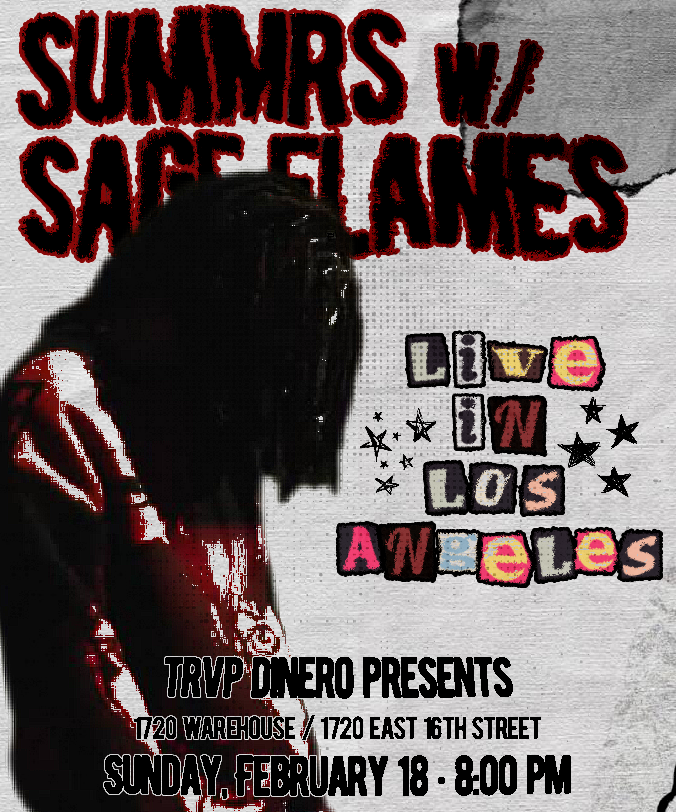 SUMMRS w/
SAGE FLAMES
Live
iN
LOS
ANgeLes
TRVP DINERO PRESENTS
1720 WAREHOUSE // 1720 EAST 16TH STREET
SUNDAY, FEBRUARY 18 - 8:00 PM